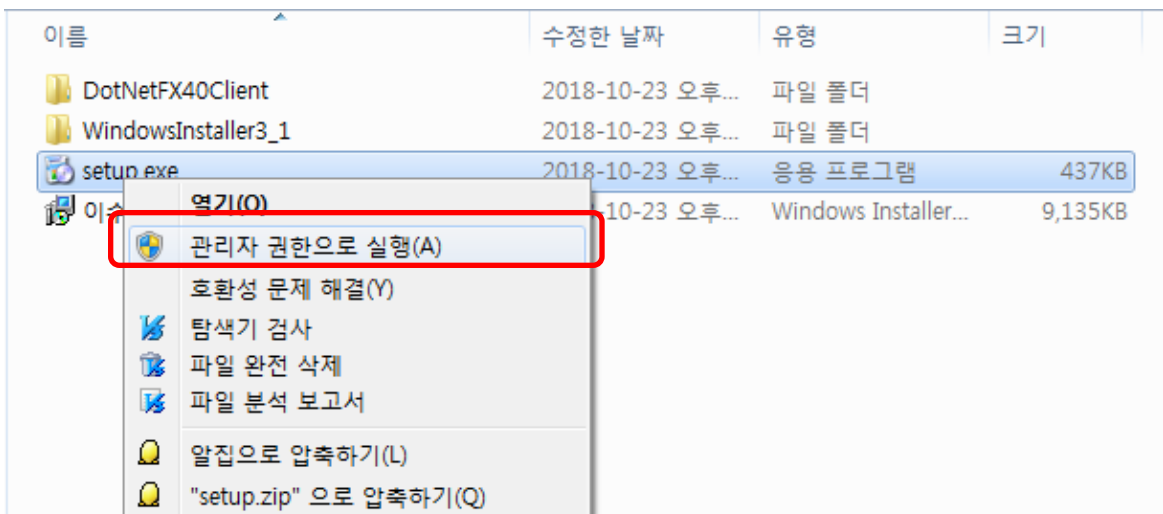 이름 수정한 날짜 유형 크기
DotNetFX40Client 2018-10-23 오후... 파일 폴더
WindowsInstaller3_1 2018-10-23 오후... 파일 폴더
setup.exe 2018-10-23 오후... 응용 프로그램 437KB
-10-23 오후... Windows Installer... 9,135KB
열기(O)
관리자 권한으로 실행(A)
호환성 문제 해결(Y)
탐색기 검사
파일 완전 삭제
파일 분석 보고서
알집으로 압축하기(L)
"setup.zip" 으로 압축하기(Q)